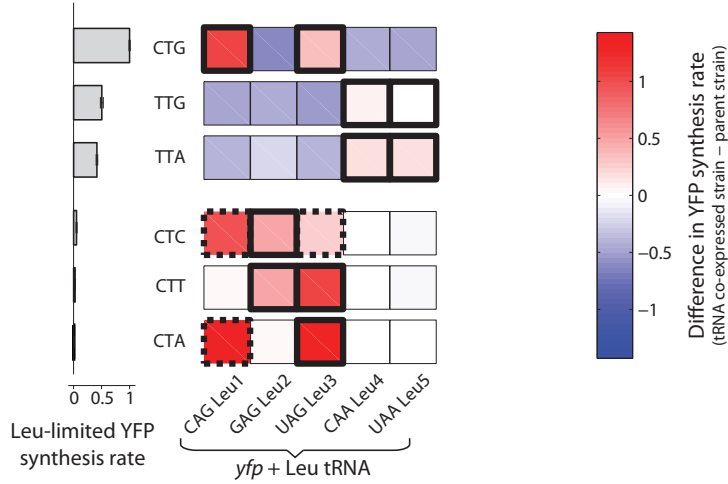 CTG
TTG
TTA
CTC
CTT
CTA
0 0.5 1
Leu-limited YFP
synthesis rate
CAG Leu1
GAG Leu2
UAG Leu3
CAA Leu4
UAA Leu5
yfp + Leu tRNA
1
0.5
0
−0.5
−1
Difference in YFP synthesis rate
(tRNA co-expressed strain − parent strain)